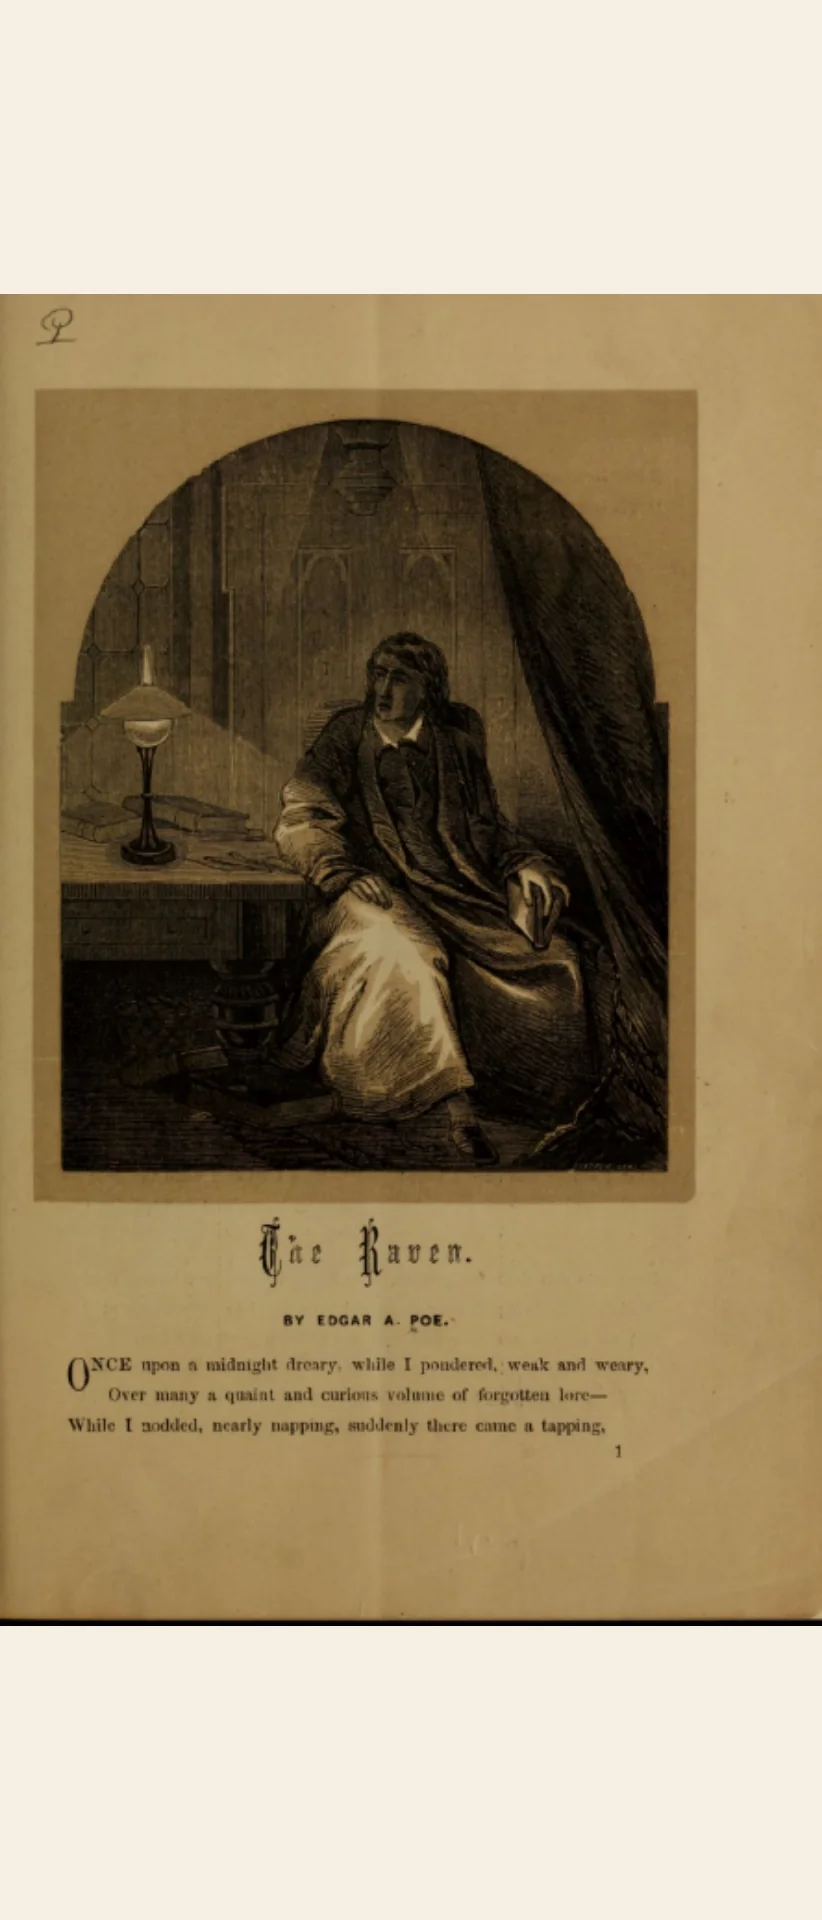 The Raven.
BY EDGAR A. POE.
ONCE upon a midnight dreary, while I pondered, weak and weary,
Over many a quaint and curious volume of forgotten lore—
While I nodded, nearly napping, suddenly there came a tapping,
1